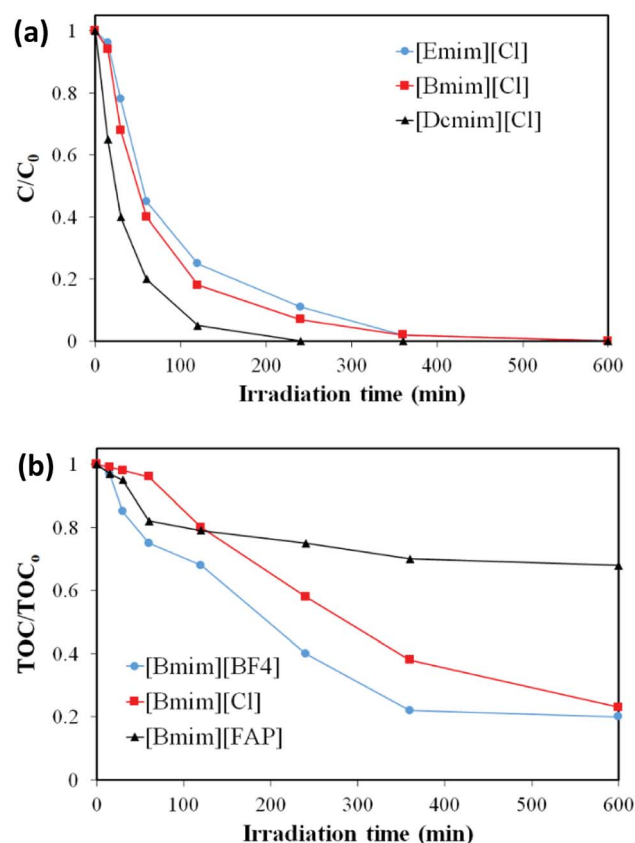 (a)
1
0.8
0.6
0.4
0.2
0
C/C₀
[Emim][Cl]
[Bmim][Cl]
[Dcmim][Cl]
0 100 200 300 400 500 600
Irradiation time (min)
(b)
1
0.8
0.6
0.4
0.2
0
TOC/TOCₒ
[Bmim][BF4]
[Bmim][Cl]
[Bmim][FAP]
0 100 200 300 400 500 600
Irradiation time (min)